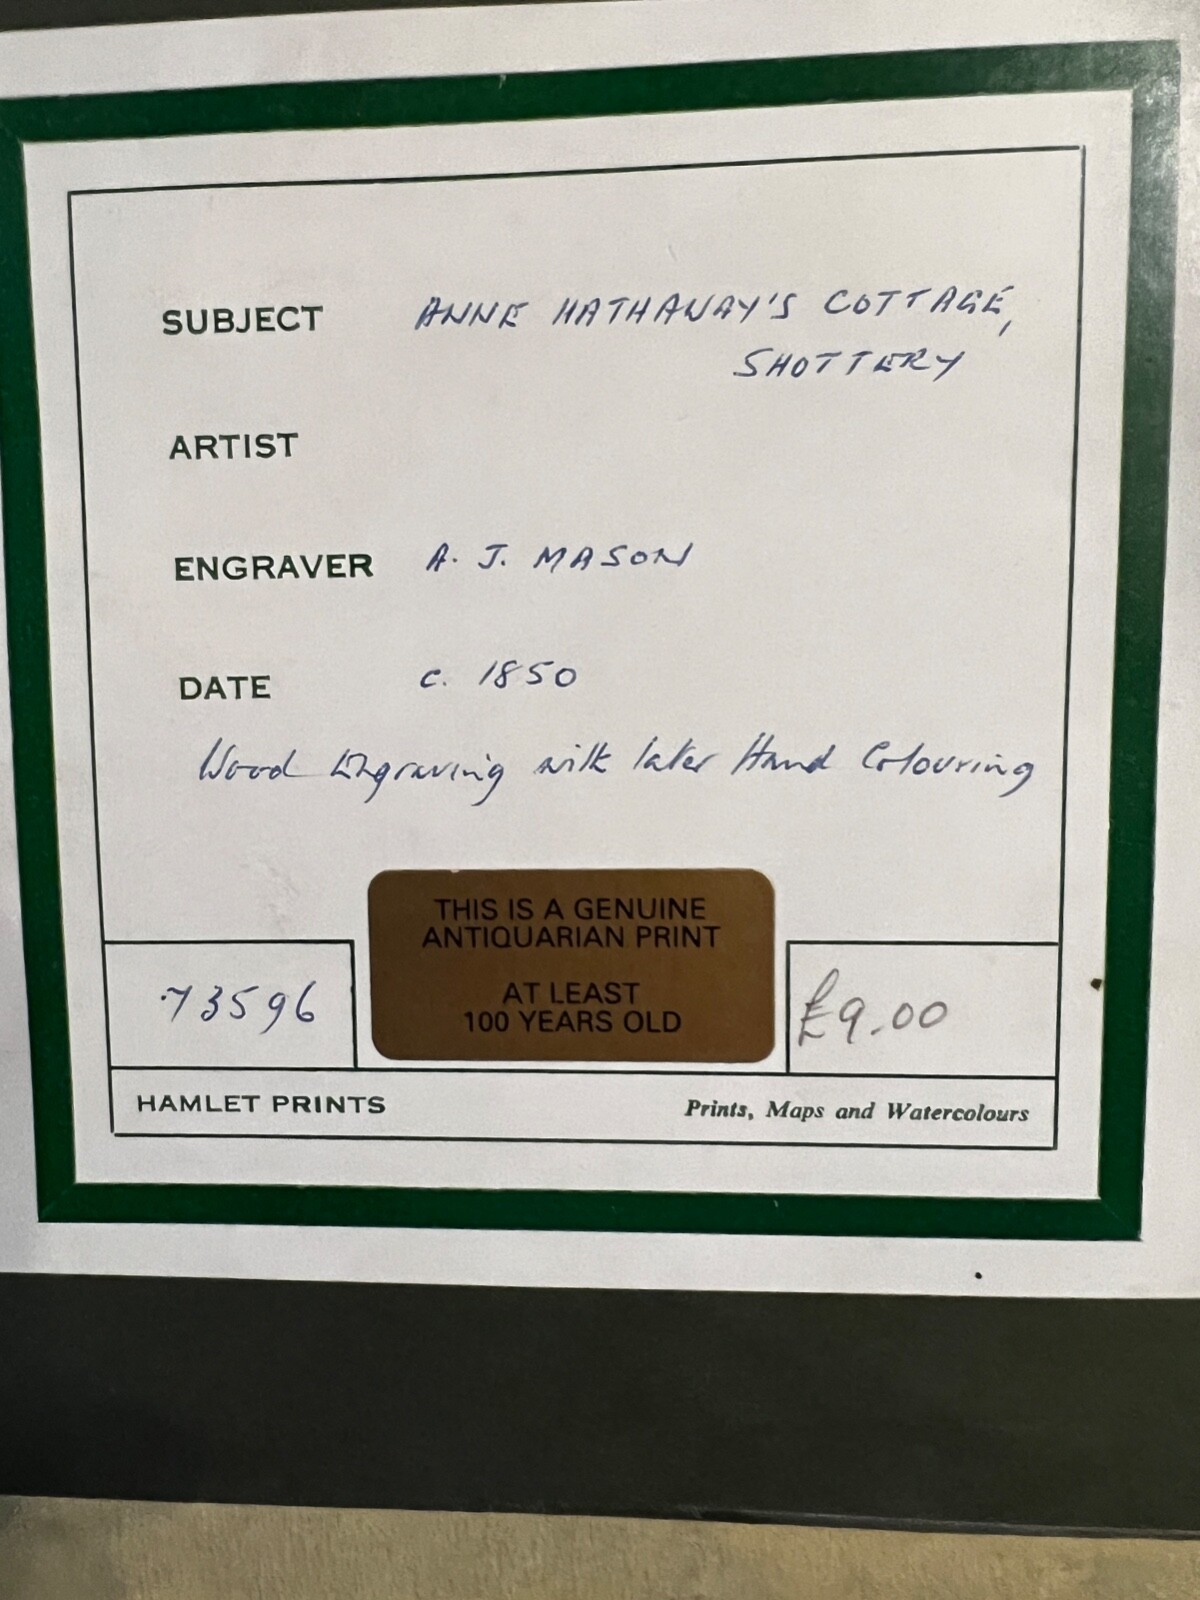 SUBJECT ANNE HATHAWAY'S COTTAGE,
SHOTTERY
ARTIST
ENGRAVER A. J. MASON
DATE c. 1850
Wood Engraving with later Hand Colouring
THIS IS A GENUINE
ANTIQUARIAN PRINT
AT LEAST
100 YEARS OLD
73596
£9.00
HAMLET PRINTS Prints, Maps and Watercolours